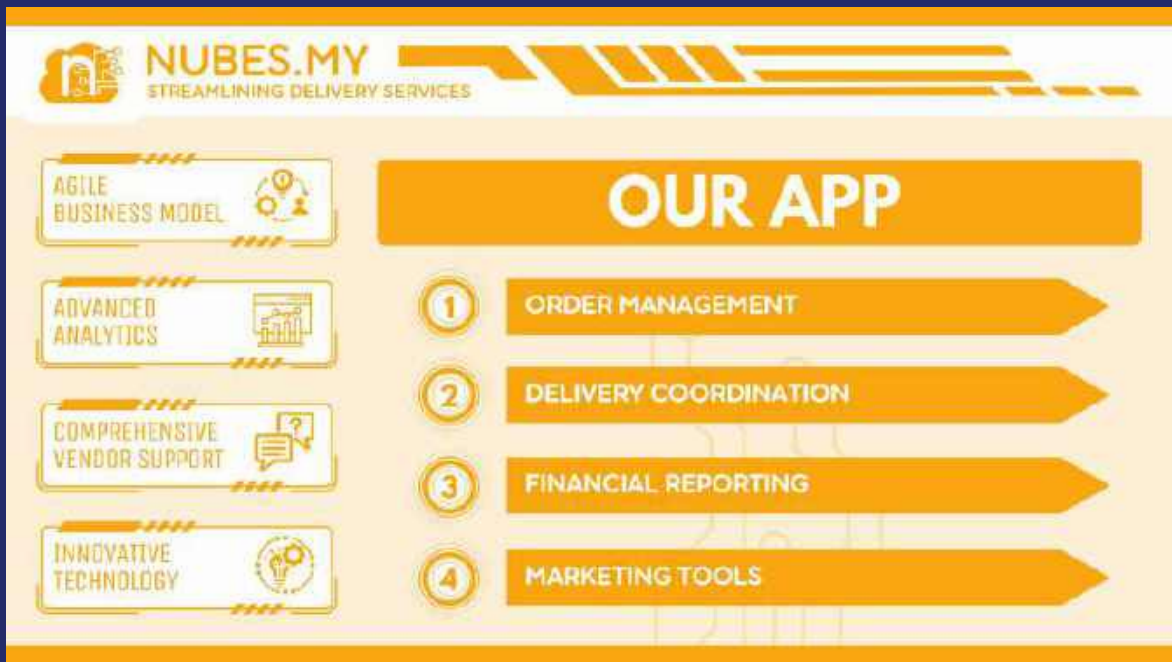 NUBES.MY
STREAMLINING DELIVERY SERVICES
AGILE
BUSINESS MODEL
ADVANCED
ANALYTICS
COMPREHENSIVE
VENDOR SUPPORT
INNOVATIVE
TECHNOLOGY
OUR APP
1 ORDER MANAGEMENT
2 DELIVERY COORDINATION
3 FINANCIAL REPORTING
4 MARKETING TOOLS